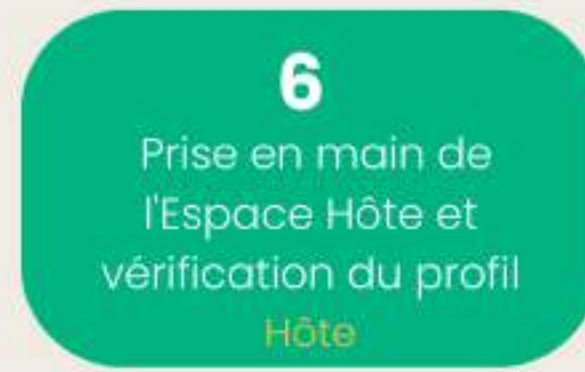 6
Prise en main de
l'Espace Hôte et
vérification du profil
Hôte